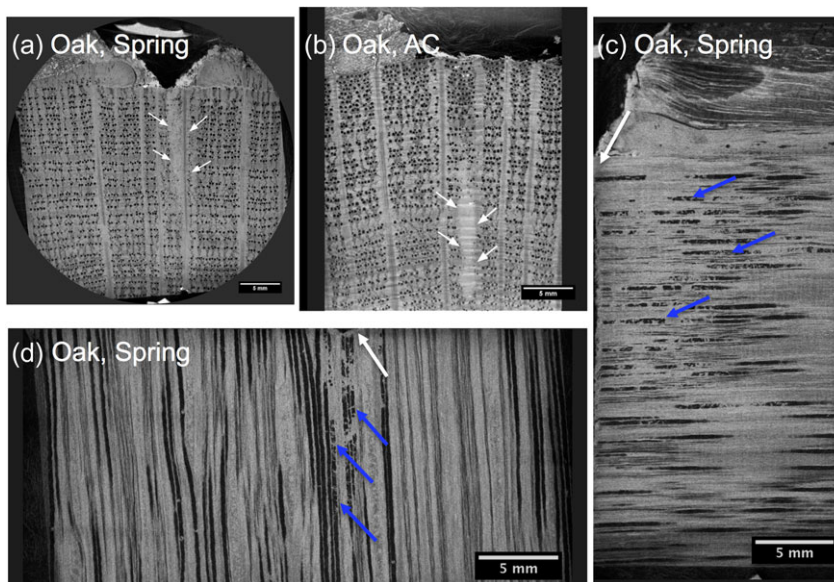 (a) Oak, Spring
5 mm
(b) Oak, AC
5 mm
(c) Oak, Spring
5 mm
(d) Oak, Spring
5 mm